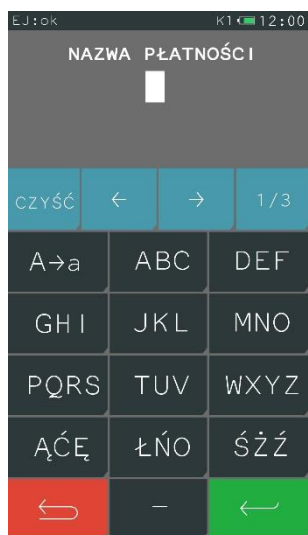 EJ:ok K1 12:00
NAZWA PŁATNOŚCI
CZYŚĆ ← → 1/3
A→a ABC DEF
GHI JKL MNO
PQRS TUV WXYZ
ĄĆĘ ŁŃO ŚŻŹ
–